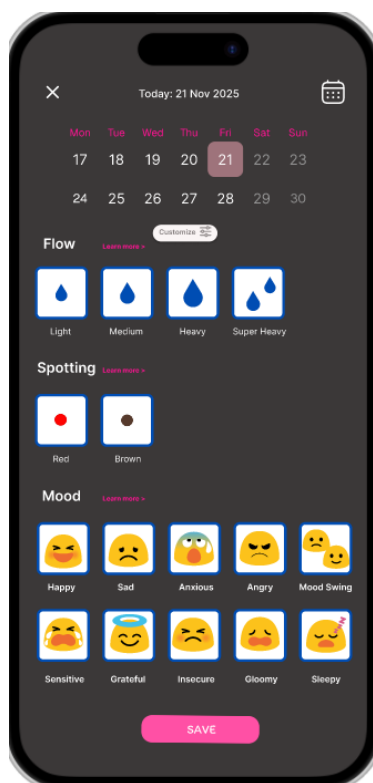 Today: 21 Nov 2025
Mon Tue Wed Thu Fri Sat Sun
17 18 19 20 21 22 23
24 25 26 27 28 29 30
Customize
Flow Learn more >
Light Medium Heavy Super Heavy
Spotting Learn more >
Red Brown
Mood Learn more >
Happy Sad Anxious Angry Mood Swing
Sensitive Grateful Insecure Gloomy Sleepy
SAVE